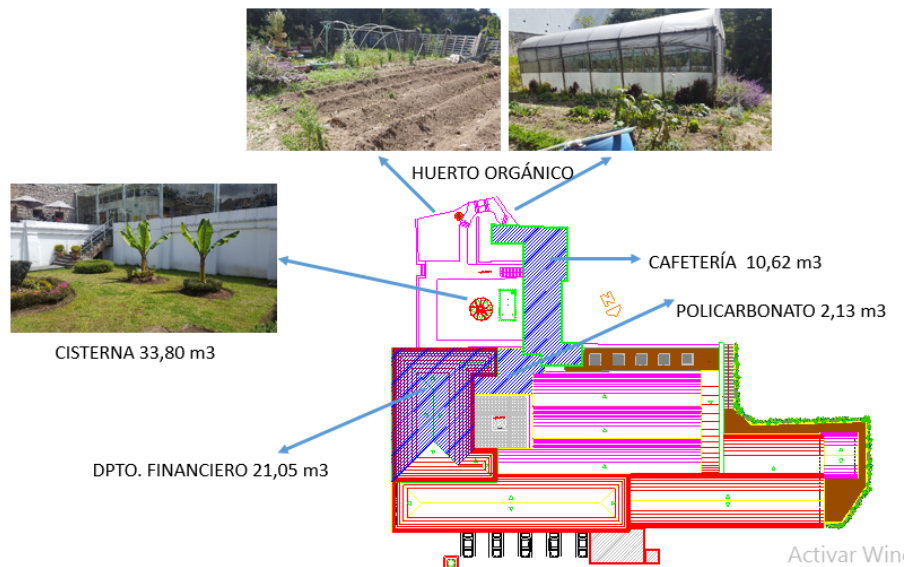 HUERTO ORGÁNICO
CAFETERÍA 10,62 m3
POLICARBONATO 2,13 m3
CISTERNA 33,80 m3
DPTO. FINANCIERO 21,05 m3
Activar Wind